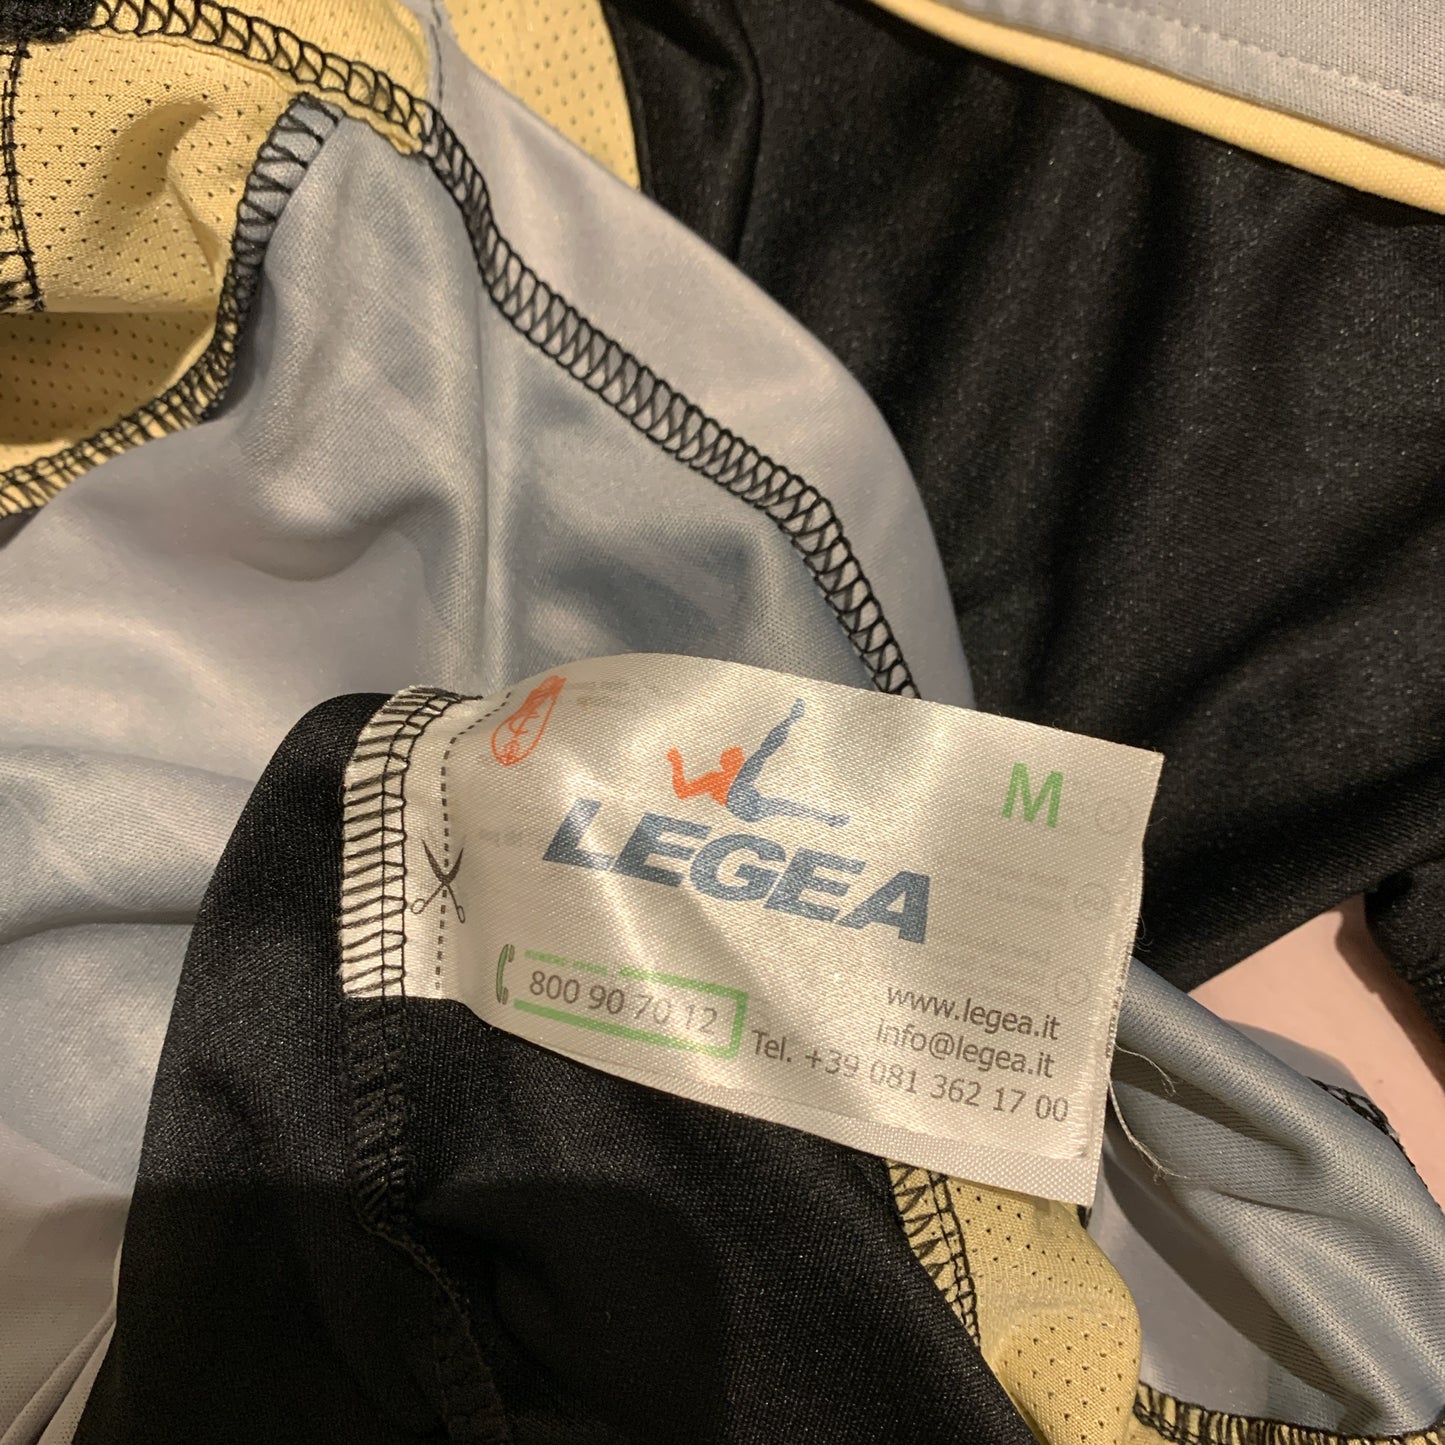 M
LEGEA
800 90 70 12
www.legea.it
info@legea.it
Tel. +39 081 362 17 00